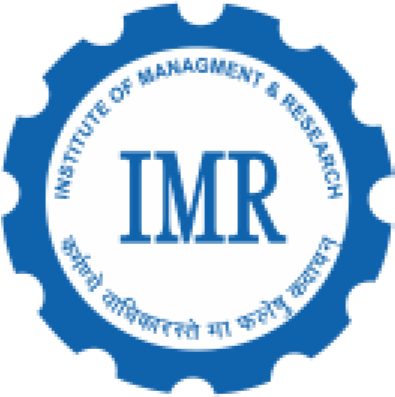 INSTITUTE OF MANAGMENT & RESEARCH
IMR
कर्मण्ये वाधिकारस्ते मा फलेषु कदाचन्